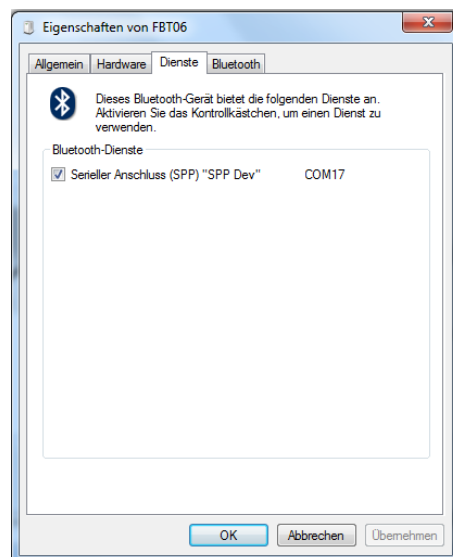 Eigenschaften von FBT06
Allgemein Hardware Dienste Bluetooth
Dieses Bluetooth-Gerät bietet die folgenden Dienste an.
Aktivieren Sie das Kontrollkästchen, um einen Dienst zu
verwenden.
Bluetooth-Dienste
Serieller Anschluss (SPP) "SPP Dev" COM17
OK Abbrechen Übernehmen